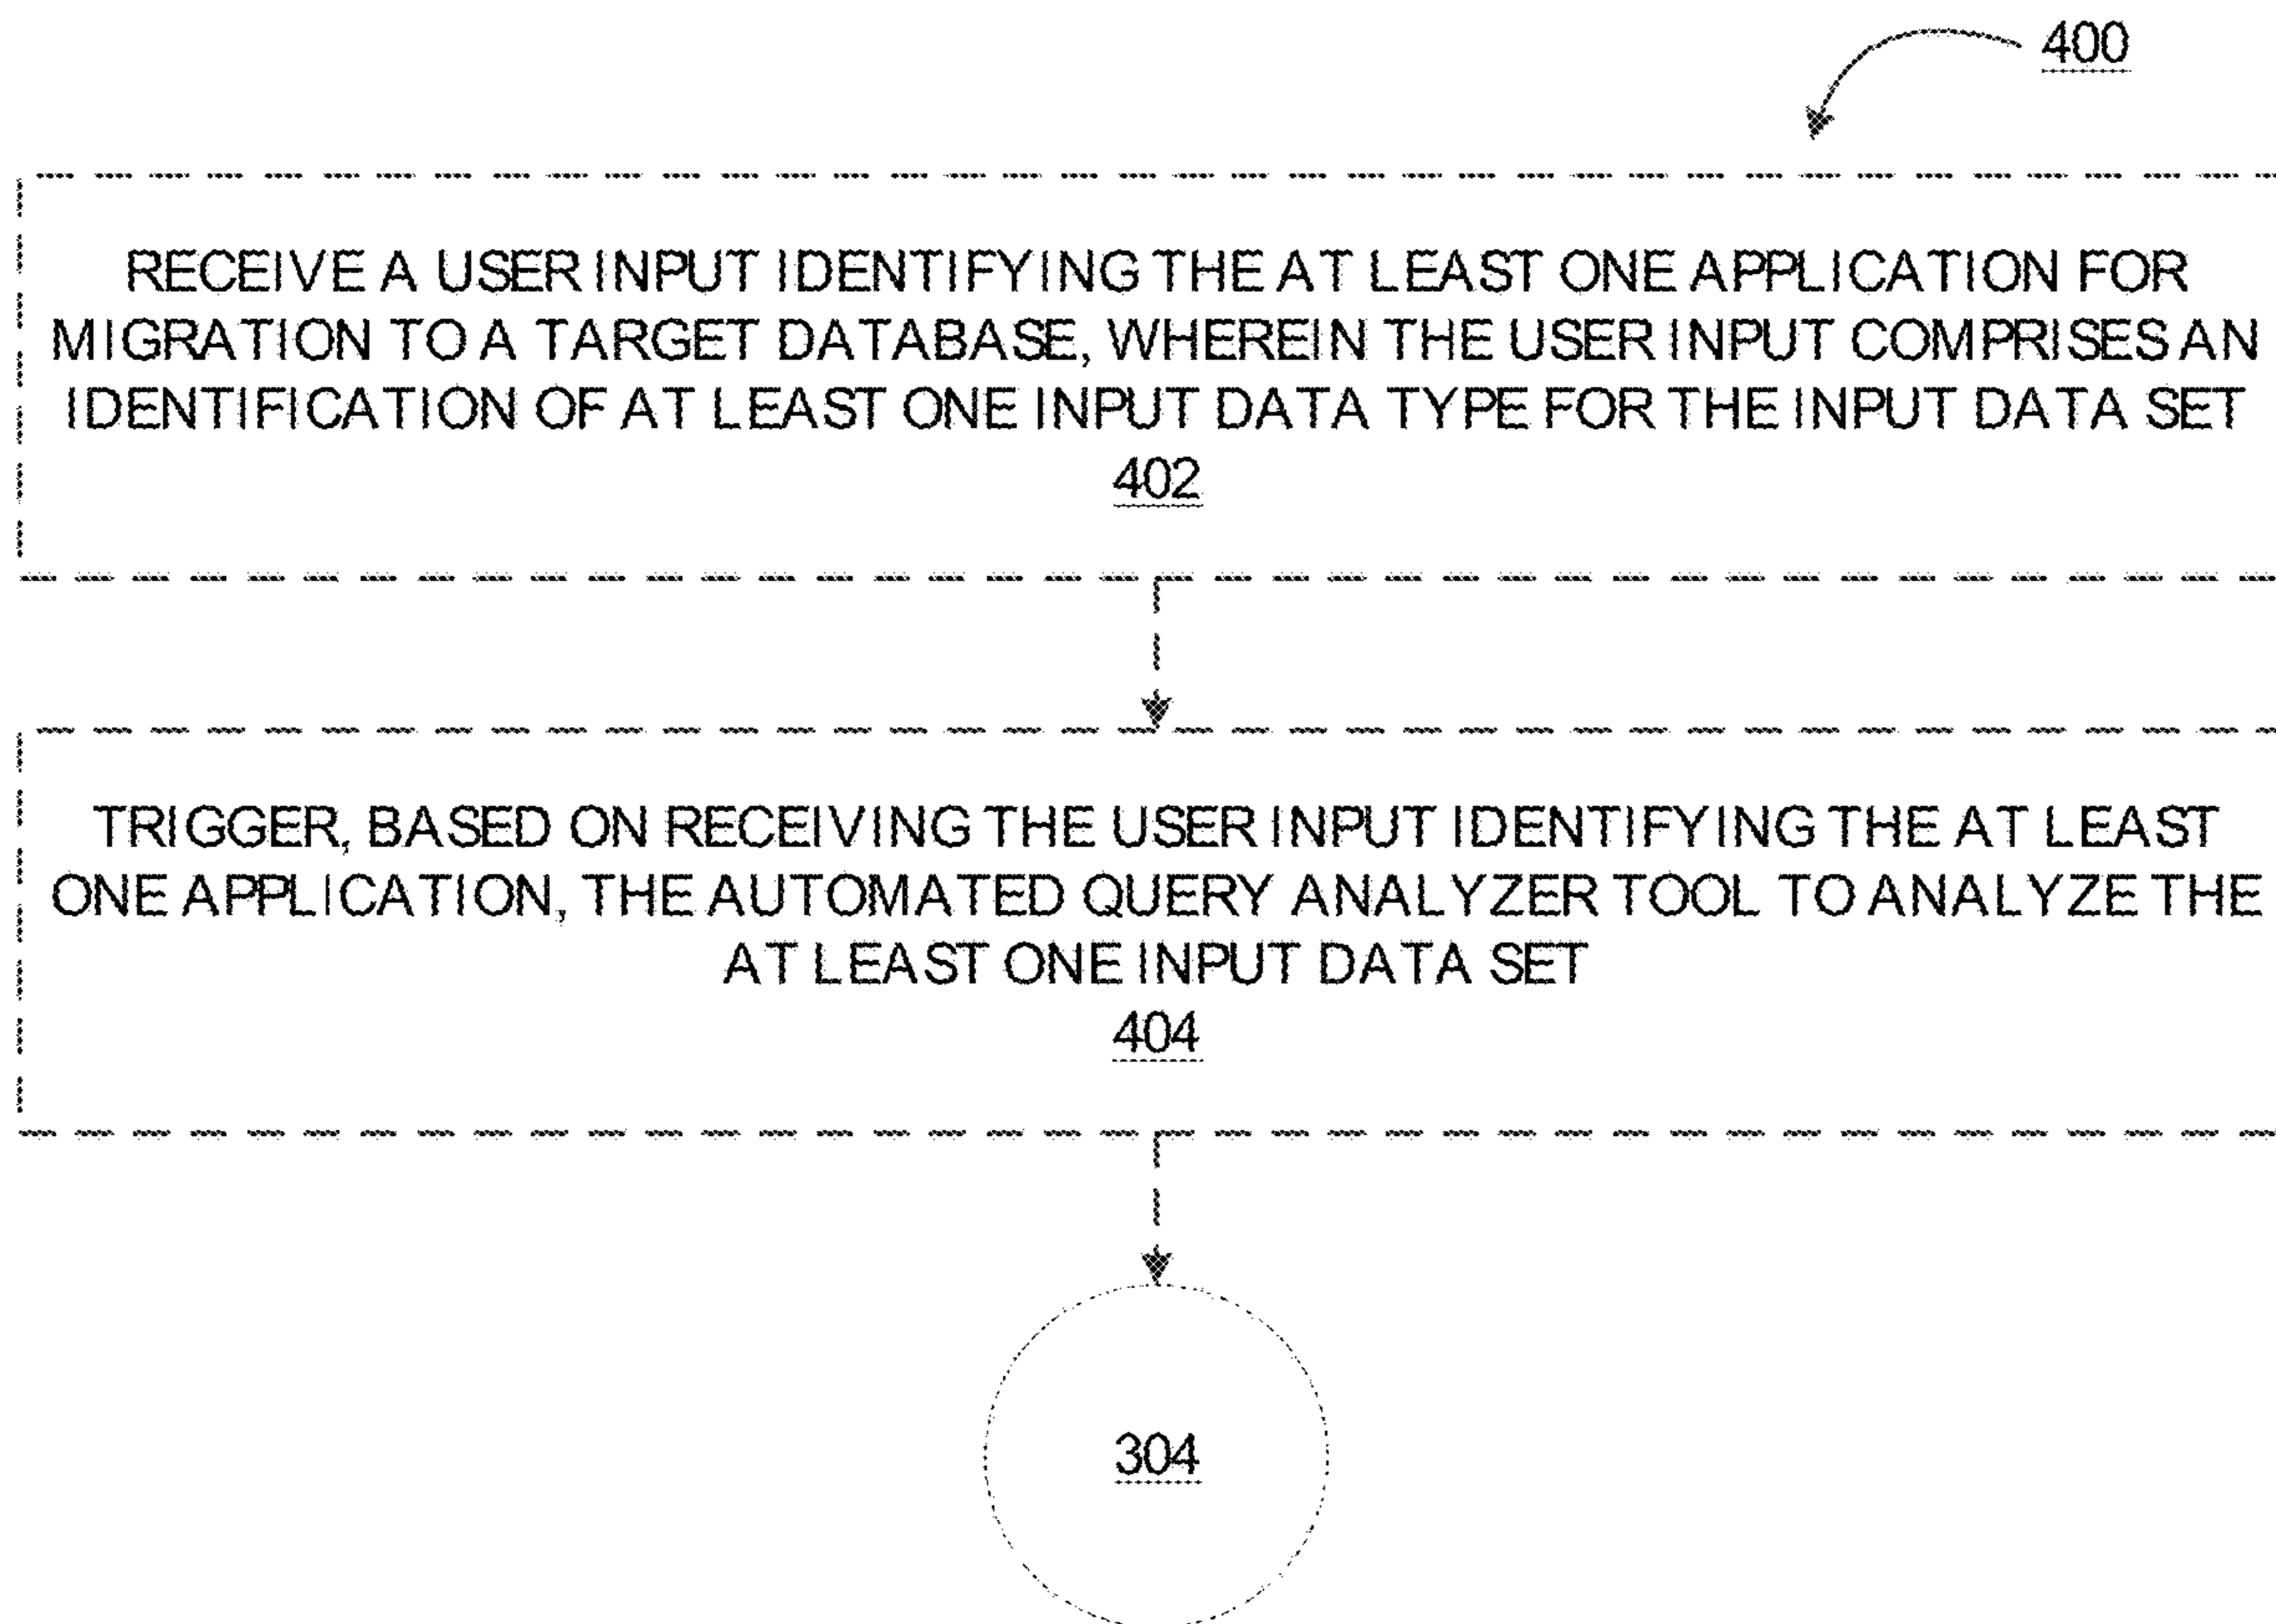 400
RECEIVE A USER INPUT IDENTIFYING THE AT LEAST ONE APPLICATION FOR
MIGRATION TO A TARGET DATABASE, WHEREIN THE USER INPUT COMPRISES AN
IDENTIFICATION OF AT LEAST ONE INPUT DATA TYPE FOR THE INPUT DATA SET
402
TRIGGER, BASED ON RECEIVING THE USER INPUT IDENTIFYING THE AT LEAST
ONE APPLICATION, THE AUTOMATED QUERY ANALYZER TOOL TO ANALYZE THE
AT LEAST ONE INPUT DATA SET
404
304